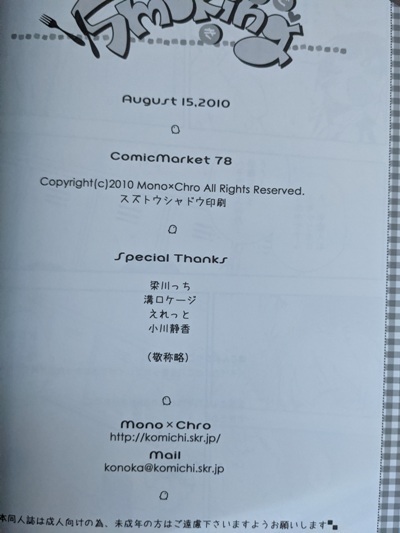 Smoking
August 15,2010
ComicMarket 78
Copyright(c)2010 Mono×Chro All Rights Reserved.
スズトウシャドウ印刷
Special Thanks
梁川っち
溝口ケージ
えれっと
小川静香
(敬称略)
Mono×Chro
http://komichi.skr.jp/
Mail
konoka@komichi.skr.jp
本同人誌は成人向けの為、未成年の方はご遠慮下さいますようお願いします